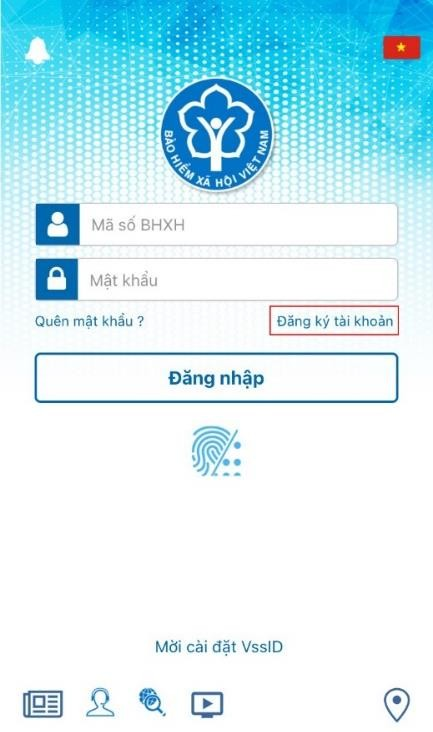 BẢO HIỂM XÃ HỘI VIỆT NAM
Mã số BHXH
Mật khẩu
Quên mật khẩu ?
Đăng ký tài khoản
Đăng nhập
Mời cài đặt VssID